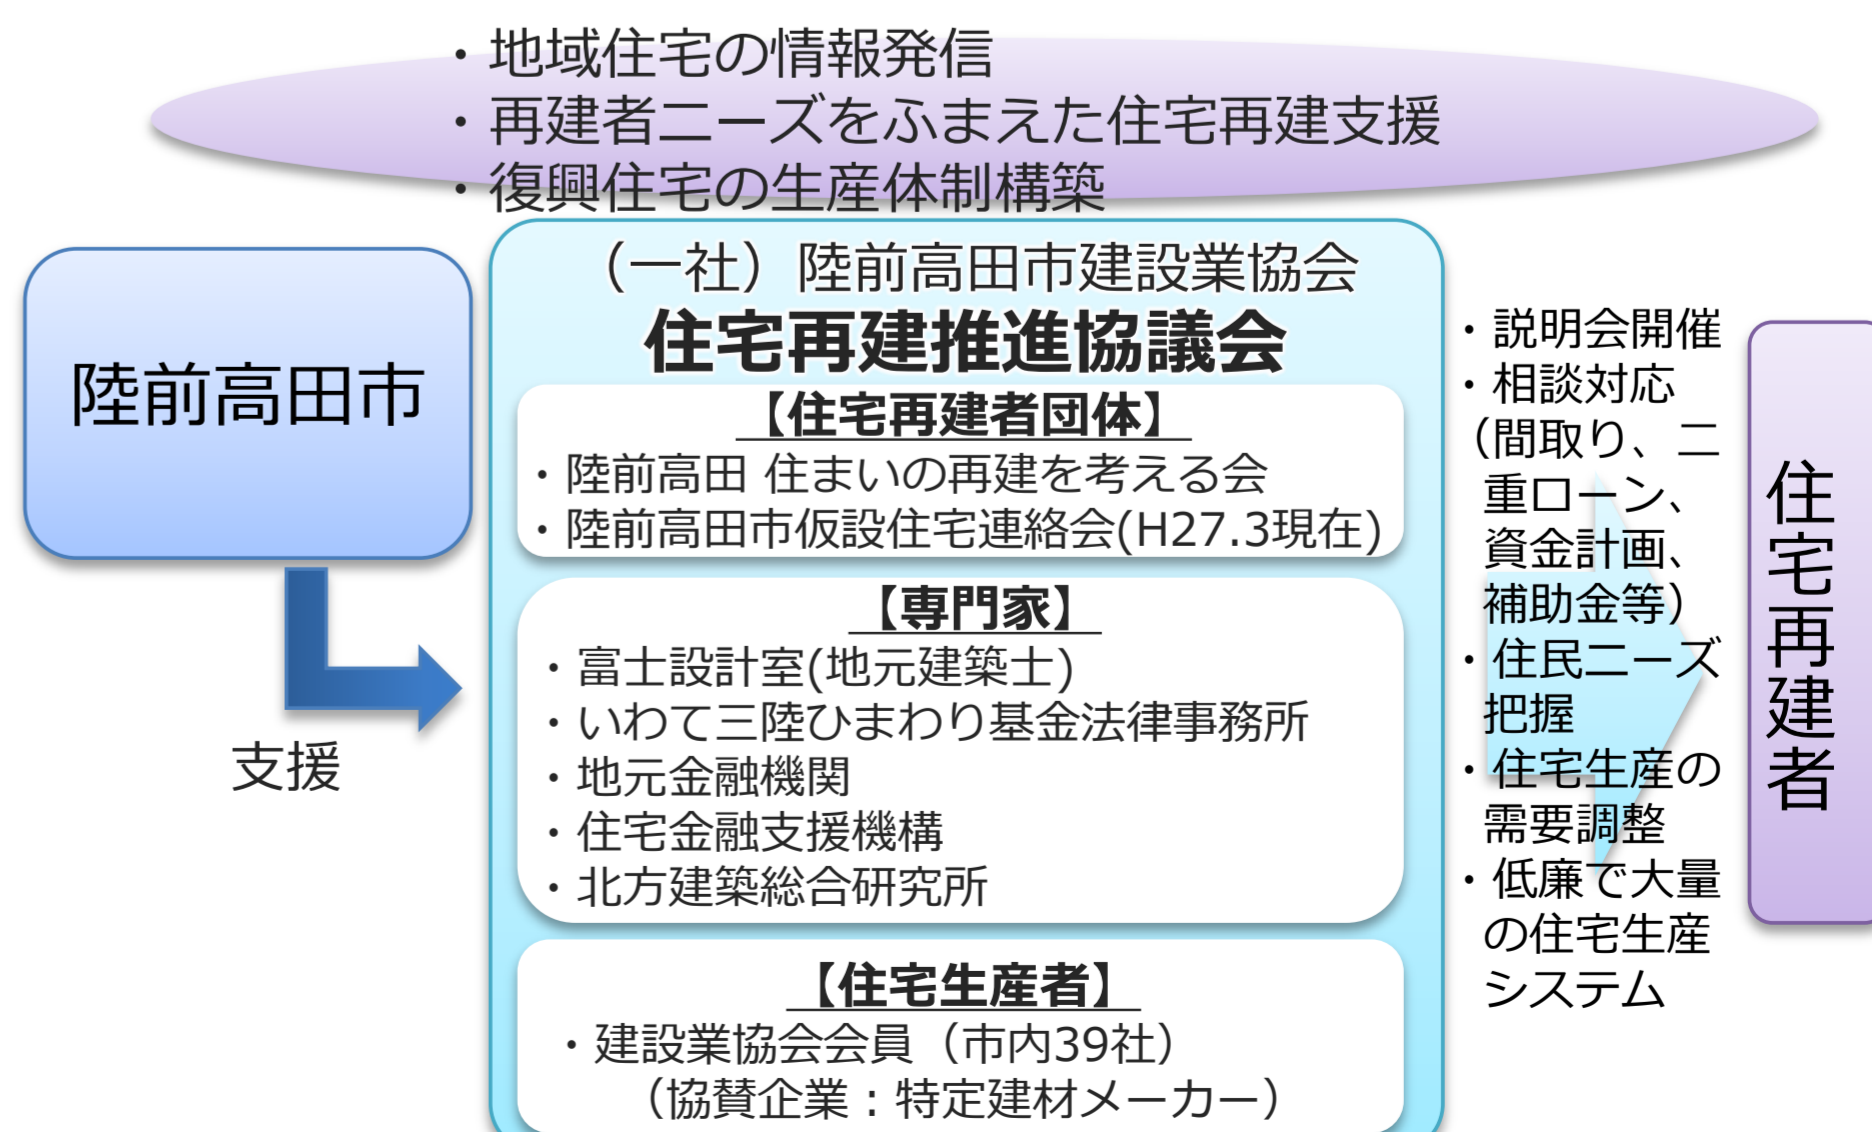 ・地域住宅の情報発信
・再建者ニーズをふまえた住宅再建支援
・復興住宅の生産体制構築
陸前高田市
支援
（一社）陸前高田市建設業協会
住宅再建推進協議会
【住宅再建者団体】
・陸前高田 住まいの再建を考える会
・陸前高田市仮設住宅連絡会(H27.3現在)
【専門家】
・富士設計室(地元建築士)
・いわて三陸ひまわり基金法律事務所
・地元金融機関
・住宅金融支援機構
・北方建築総合研究所
【住宅生産者】
・建設業協会会員（市内39社）
（協賛企業：特定建材メーカー）
・説明会開催
・相談対応
（間取り、二
重ローン、
資金計画、
補助金等）
・住民ニーズ
把握
・住宅生産の
需要調整
・低廉で大量
の住宅生産
システム
住宅再建者